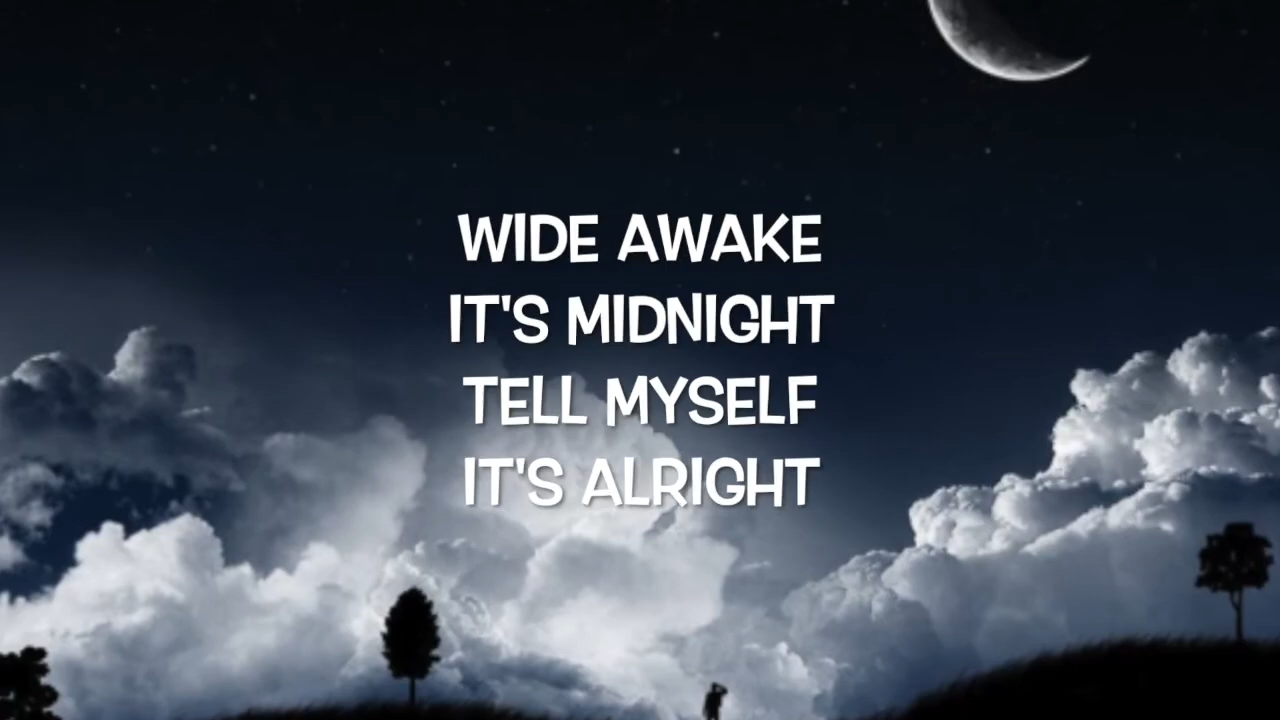 WIDE AWAKE
IT'S MIDNIGHT
TELL MYSELF
IT'S ALRIGHT